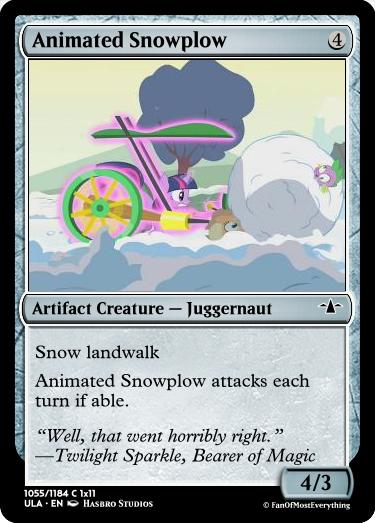 Animated Snowplow 4
Artifact Creature — Juggernaut
Snow landwalk
Animated Snowplow attacks each
turn if able.
“Well, that went horribly right.”
—Twilight Sparkle, Bearer of Magic
4/3
1055/1184 C 1x11
ULA · EN Hasbro Studios
© FanOfMostEverything